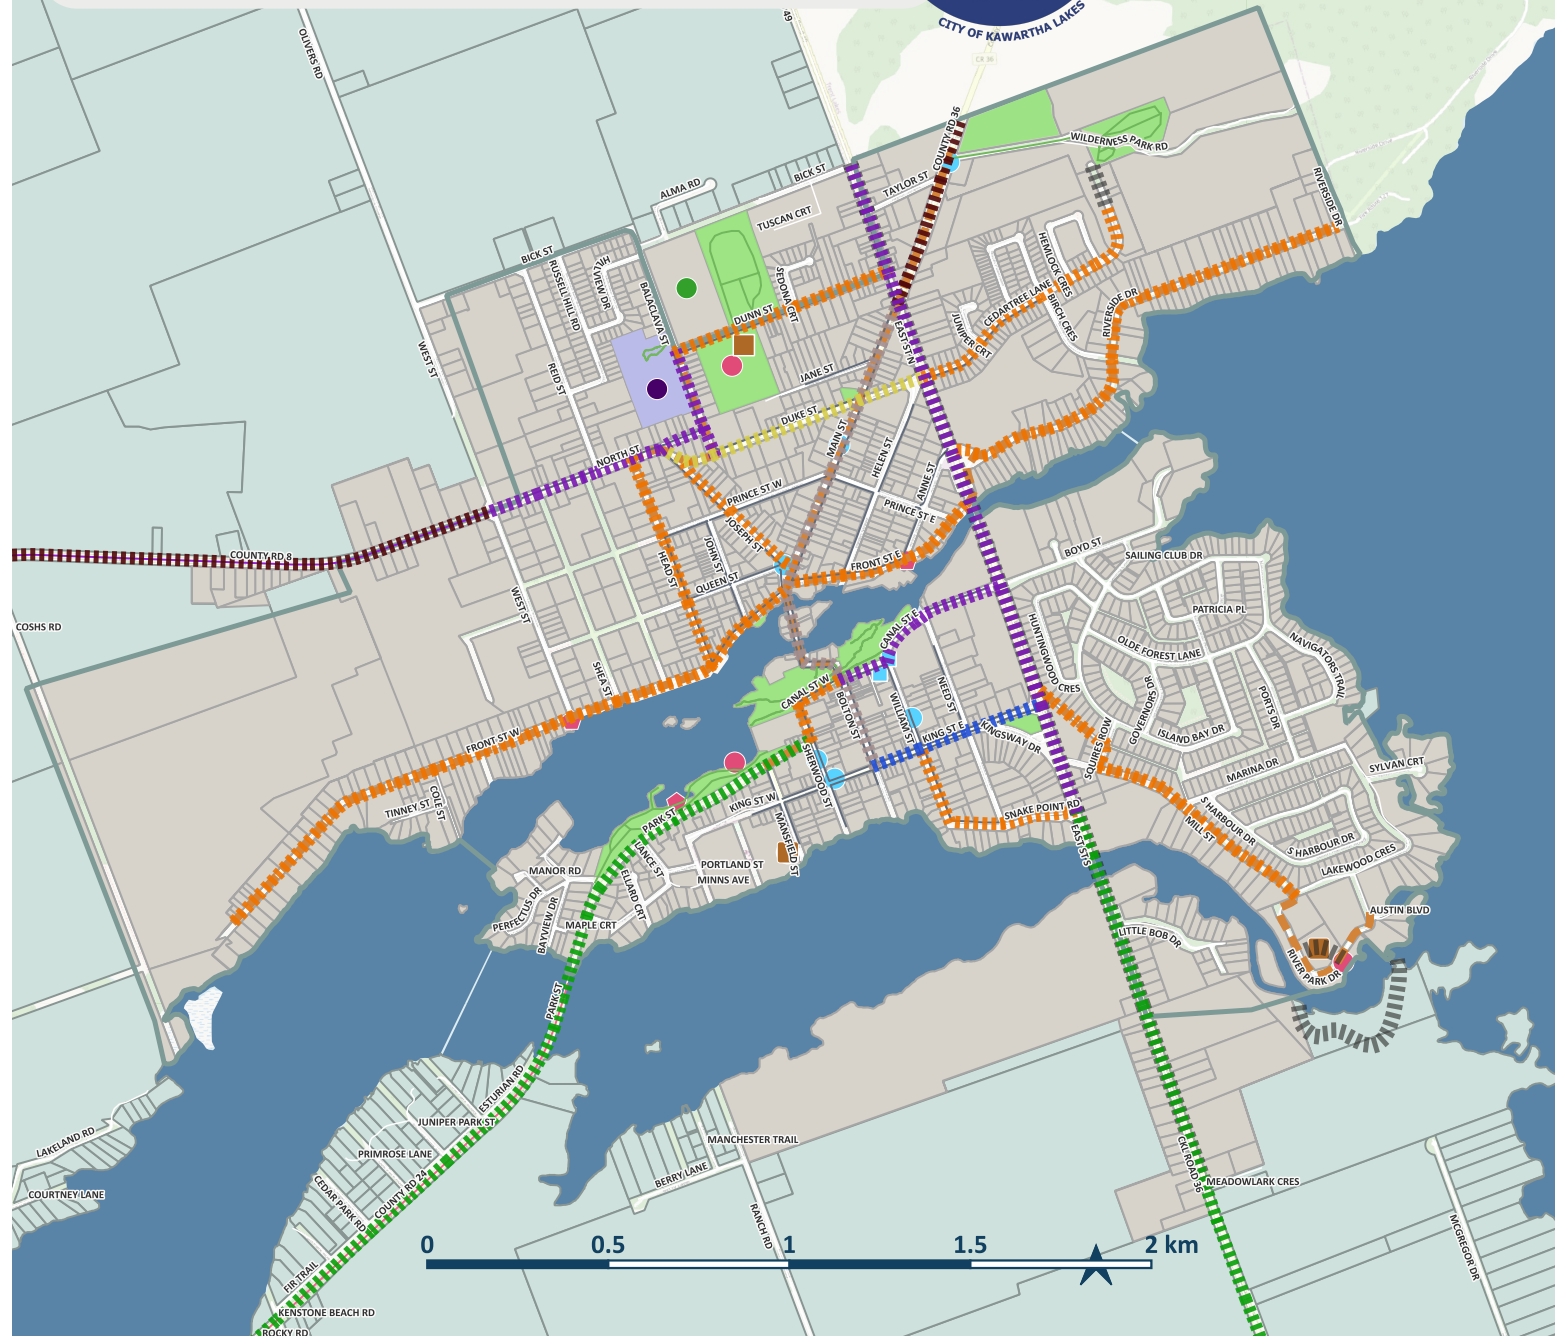 CITY OF KAWARTHA LAKES
49
OLIVERS RD
CR 36
COUNTY RD 36
WILDERNESS PARK RD
BICK ST
TAYLOR ST
ALMA RD
TUSCAN CRT
RIVERSIDE DR
BICK ST
HEMLOCK CRES
RUSSELL HILL RD
HILLVIEW DR
BALACLAVA ST
SEDONA CRT
CEDARTREE LANE
BIRCH CRES
RIVERSIDE DR
DUNN ST
EAST ST N
JUNIPER CRT
WEST ST
REID ST
JANE ST
DUKE ST
MAIN ST
HELEN ST
NORTH ST
ANNE ST
PRINCE ST W
PRINCE ST E
JOSEPH ST
JOHN ST
COUNTY RD 8
HEAD ST
QUEEN ST
FRONT ST E
BOYD ST
SAILING CLUB DR
WEST ST
COSHS RD
PATRICIA PL
CANAL ST E
HUNTINGWOOD CRES
OLDE FOREST LANE
NAVIGATORS TRAIL
SHEA ST
CANAL ST W
NEED ST
GOVERNORS DR
PORTS DR
BOLTON ST
WILLIAM ST
FRONT ST W
KING ST E
KINGSWAY DR
SQUIRES ROW
ISLAND BAY DR
SHERWOOD ST
MARINA DR
SYLVAN CRT
TINNEY ST
COLE ST
KING ST W
PARK ST
SNAKE POINT RD
S HARBOUR DR
MILL ST
MANSFIELD ST
EAST ST S
S HARBOUR DR
LANCE ST
PORTLAND ST
MINNS AVE
LAKEWOOD CRES
MANOR RD
ELLARD CRT
PERFECTUS DR
BAYVIEW DR
MAPLE CRT
AUSTIN BLVD
LITTLE BOB DR
RIVER PARK DR
PARK ST
ESTURIAN RD
JUNIPER PARK ST
LAKELAND RD
MANCHESTER TRAIL
PRIMROSE LANE
BERRY LANE
CKL ROAD 36
COURTNEY LANE
CEDAR PARK RD
COUNTY RD 24
MEADOWLARK CRES
RANCH RD
MCGREGOR DR
0 0.5 1 1.5 2 km
FIR TRAIL
KENSTONE BEACH RD
ROCKY RD